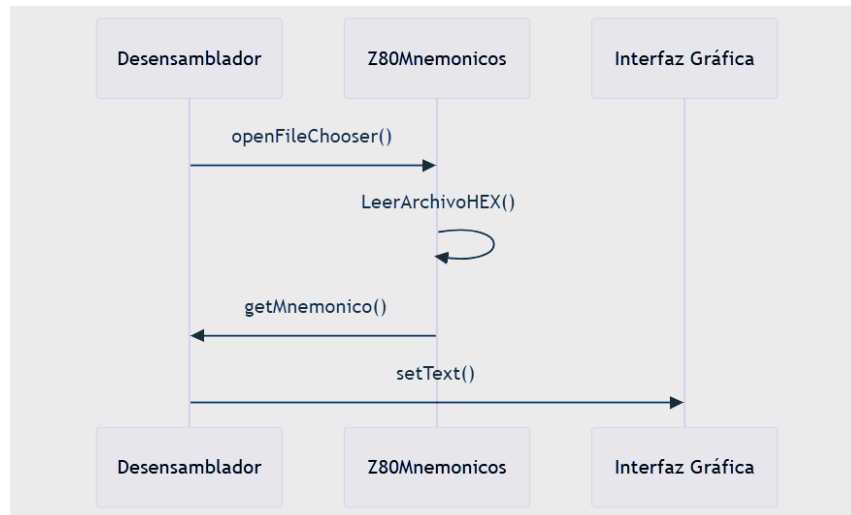 Desensamblador
Z80Mnemonicos
Interfaz Gráfica
openFileChooser()
LeerArchivoHEX()
getMnemonico()
setText()
Desensamblador
Z80Mnemonicos
Interfaz Gráfica